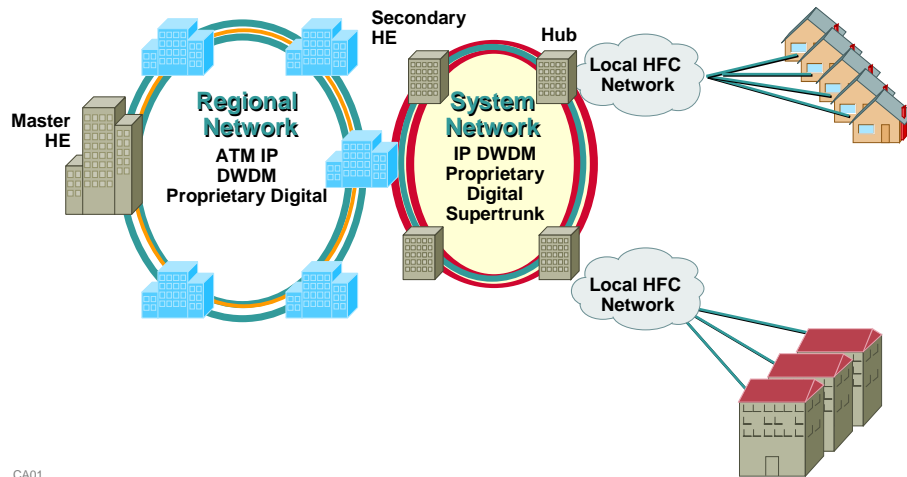 Secondary
HE
Hub
Local HFC
Network
Master
HE
Regional
Network
ATM IP
DWDM
Proprietary Digital
System
Network
IP DWDM
Proprietary
Digital
Supertrunk
Local HFC
Network
CA01